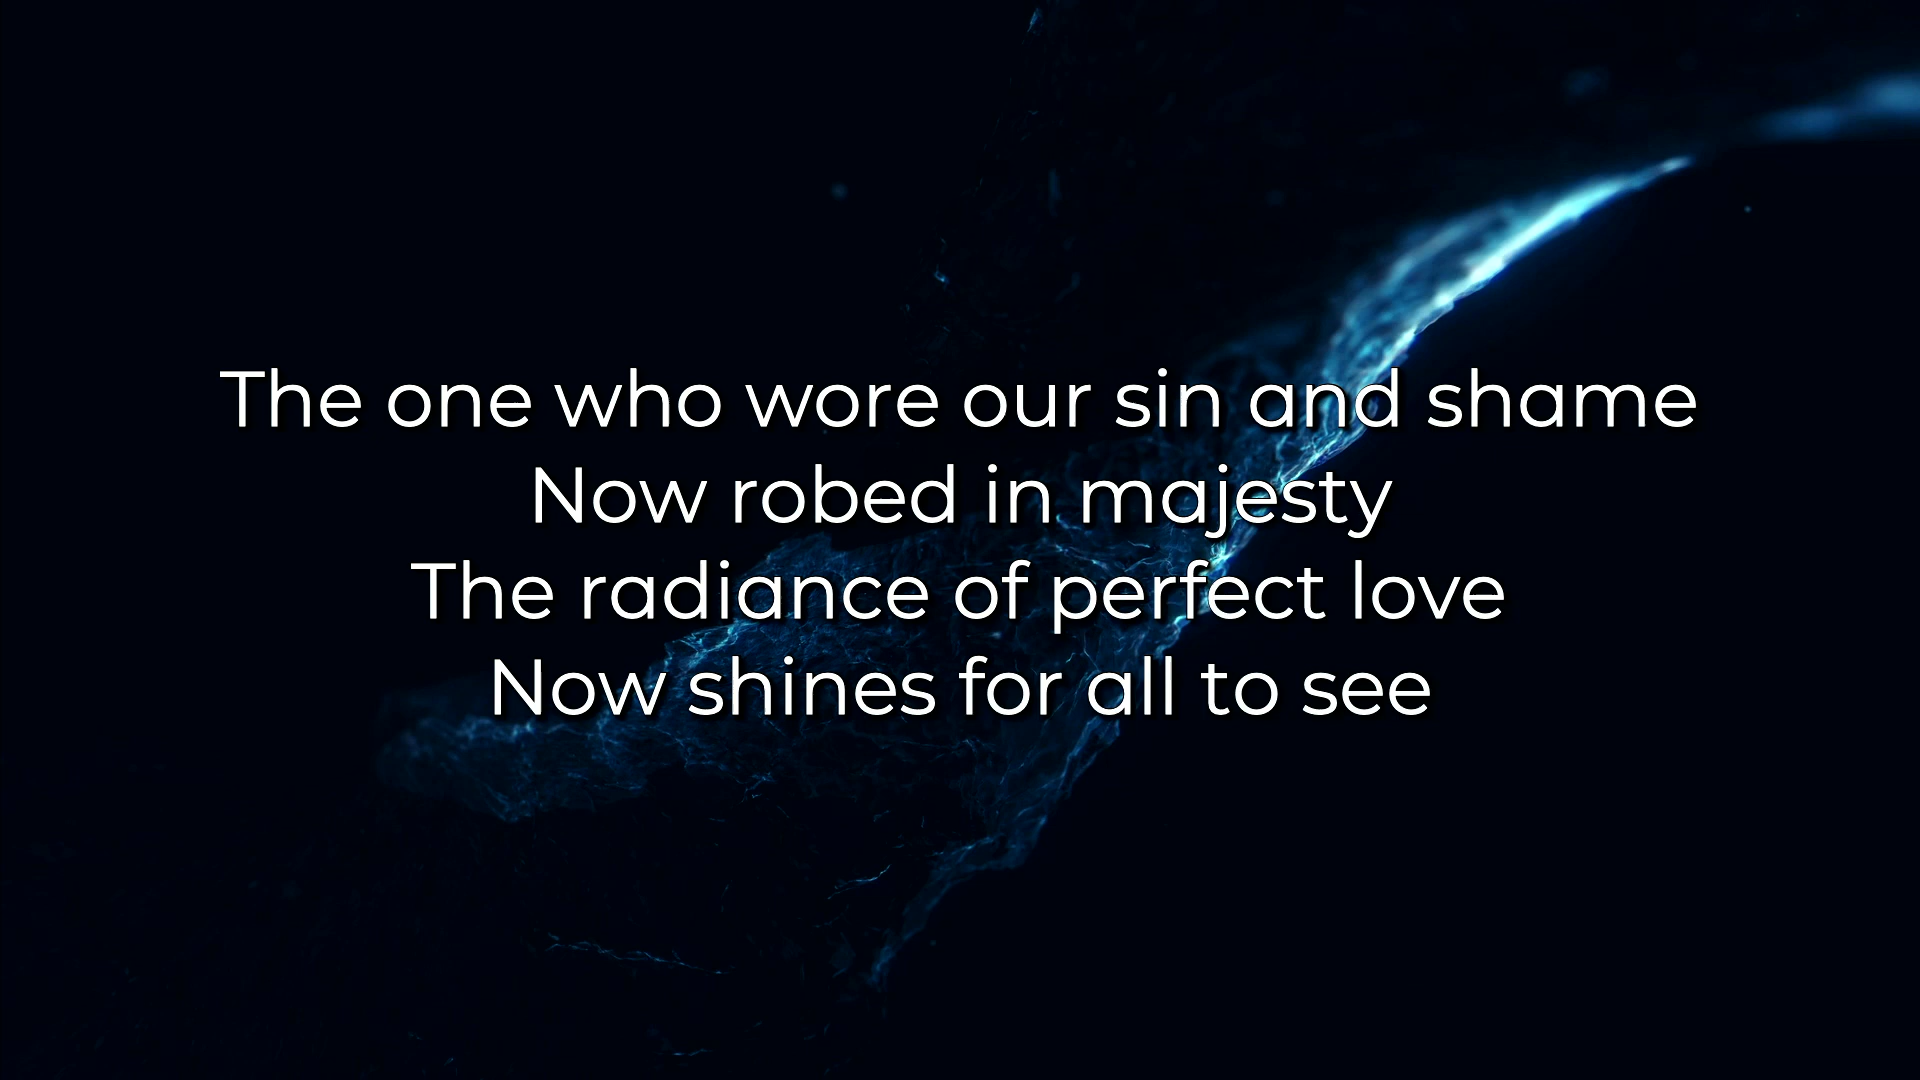 The one who wore our sin and shame
Now robed in majesty
The radiance of perfect love
Now shines for all to see